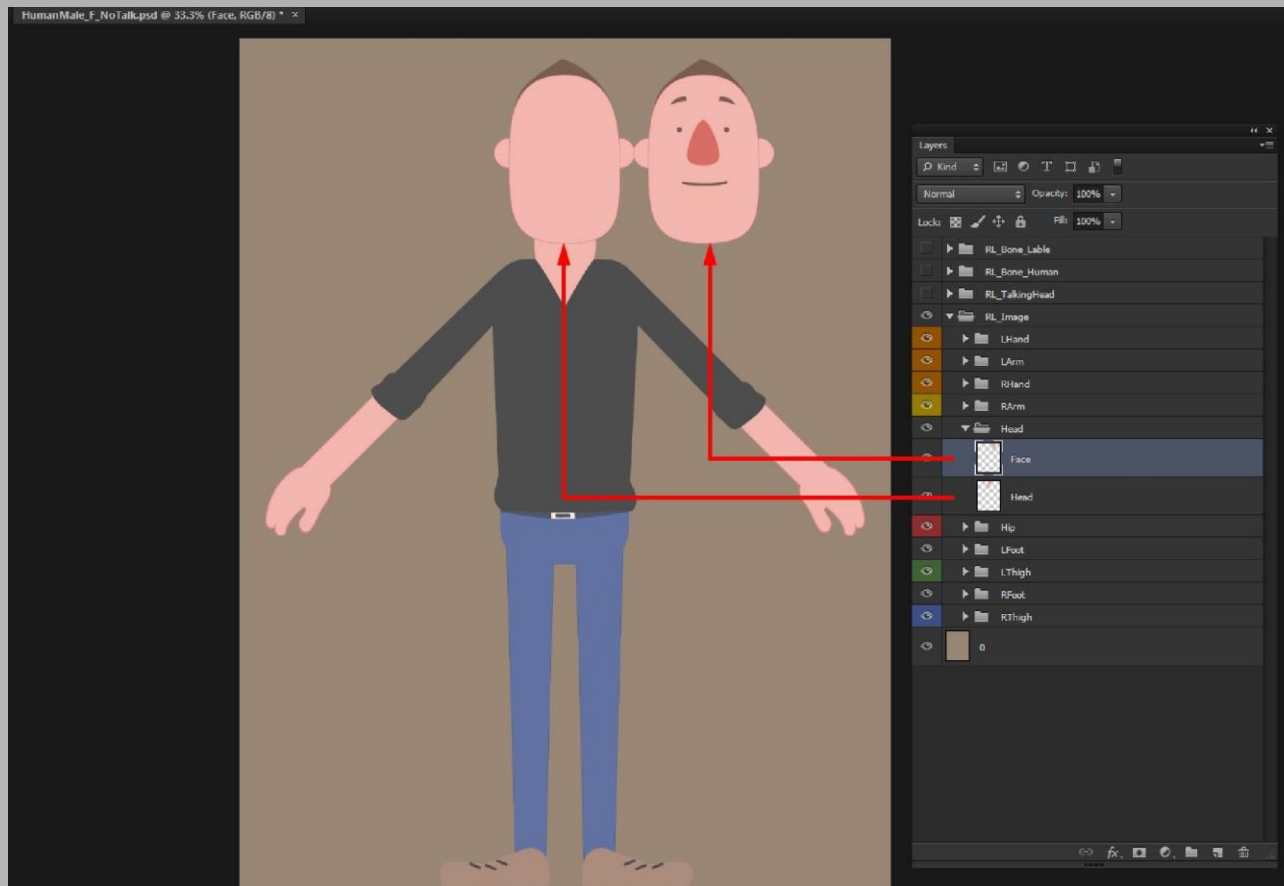 HumanMale_F_NoTalk.psd @ 33.3% (Face, RGB/8) * ×
Layers
Kind
Normal Opacity: 100%
Lock: Fill: 100%
RL_Bone_Lable
RL_Bone_Human
RL_TalkingHead
RL_Image
LHand
LArm
RHand
RArm
Head
Face
Head
Hip
LFoot
LThigh
RFoot
RThigh
0
fx